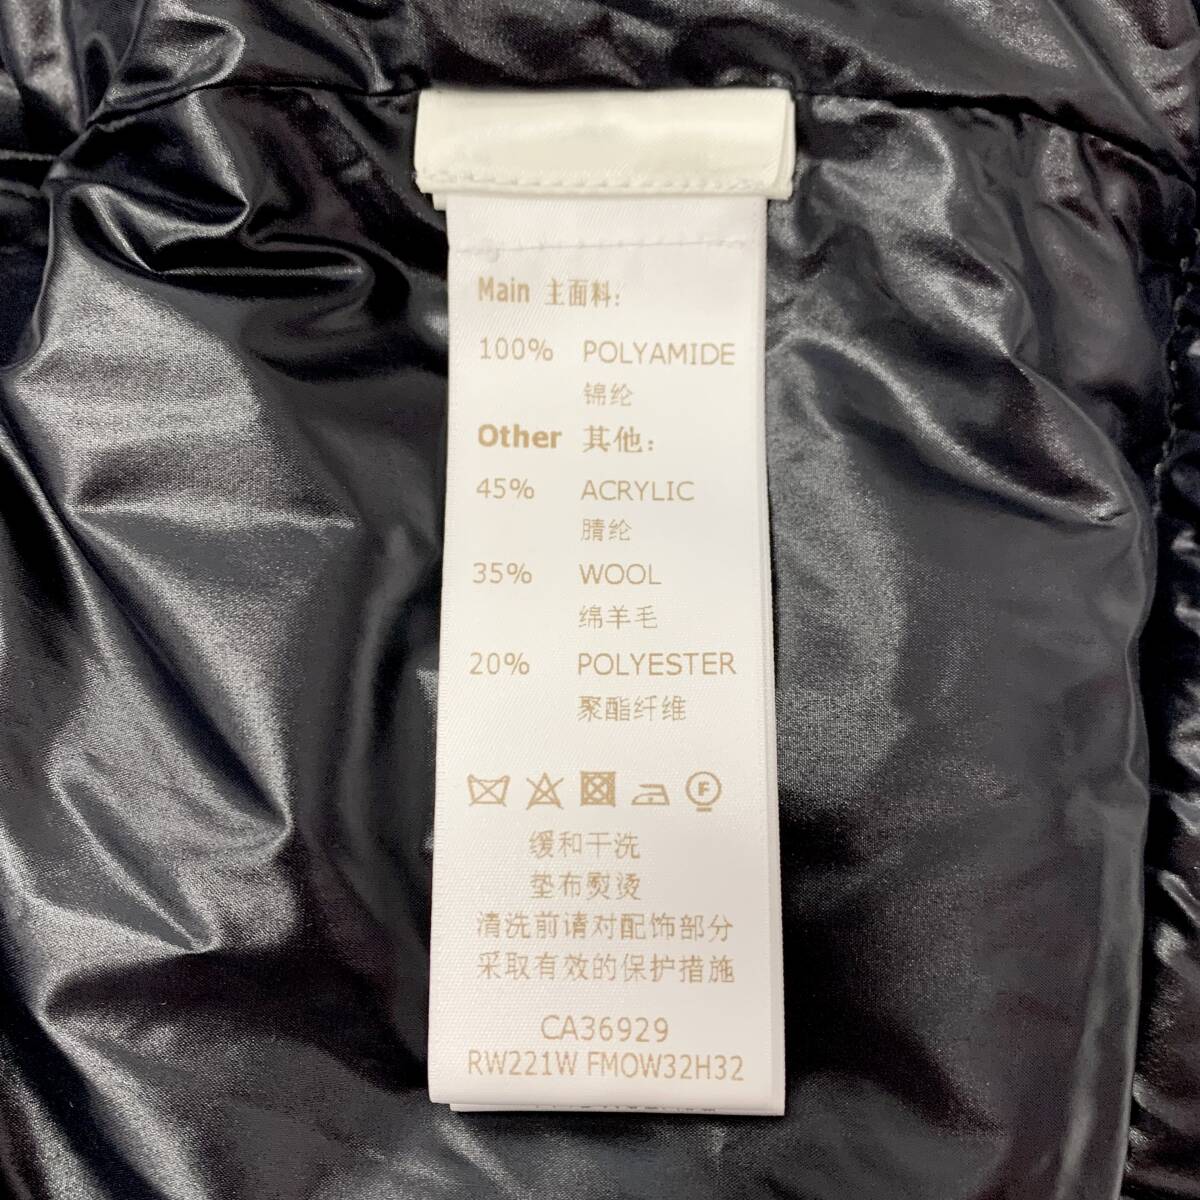 Main 主面料：
100% POLYAMIDE
锦纶
Other 其他：
45% ACRYLIC
腈纶
35% WOOL
绵羊毛
20% POLYESTER
聚酯纤维
F
缓和干洗
垫布熨烫
清洗前请对配饰部分
采取有效的保护措施
CA36929
RW221W FMOW32H32